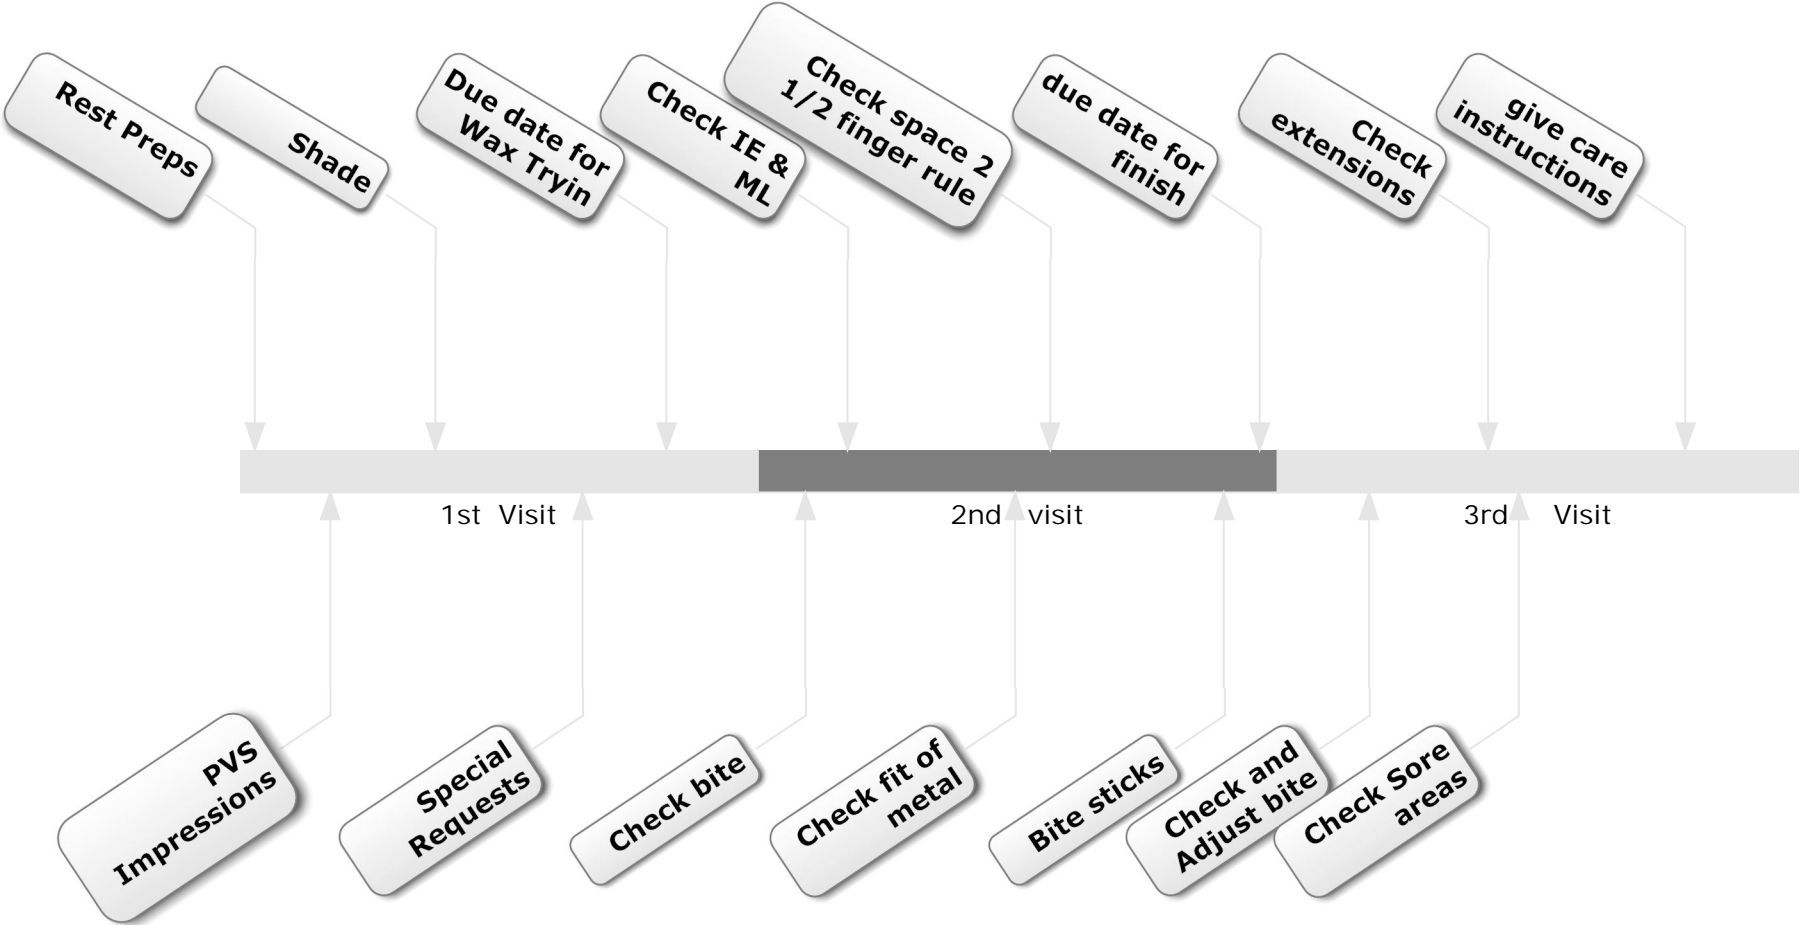 Rest Preps
Shade
Due date for
Wax Tryin
Check IE &
ML
Check space 2
1/2 finger rule
due date for
finish
Check
extensions
give care
instructions
1st Visit
2nd visit
3rd Visit
PVS
Impressions
Special
Requests
Check bite
Check fit of
metal
Bite sticks
Check and
Adjust bite
Check Sore
areas